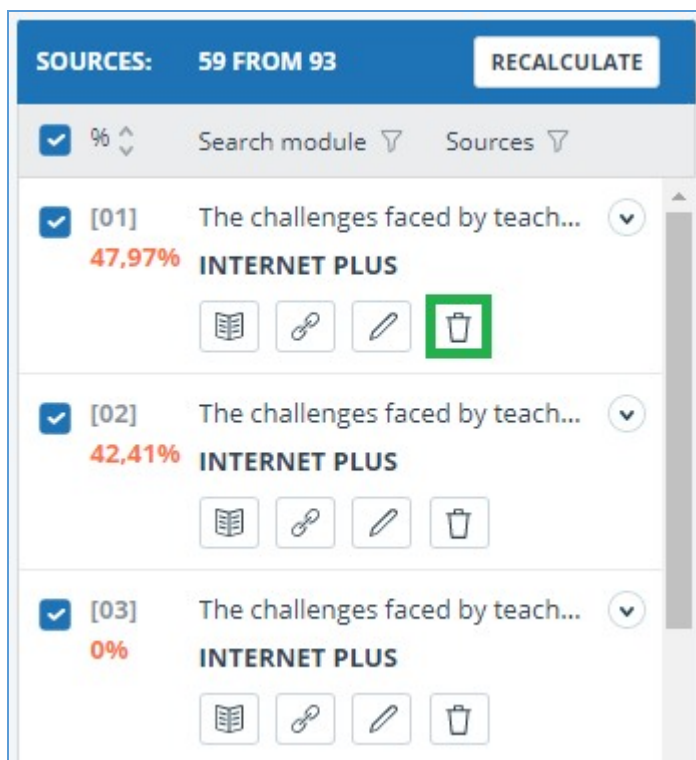 SOURCES: 59 FROM 93 RECALCULATE
% Search module Sources
[01] The challenges faced by teach...
47,97% INTERNET PLUS
[02] The challenges faced by teach...
42,41% INTERNET PLUS
[03] The challenges faced by teach...
0% INTERNET PLUS